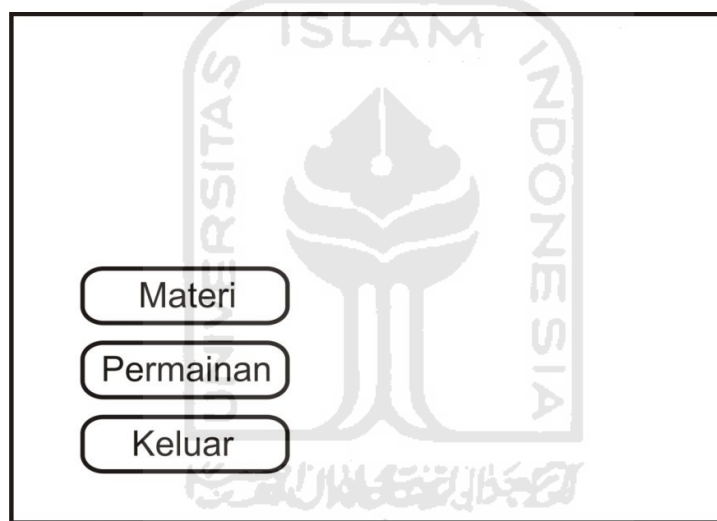 ISLAM
UNIVERSITAS
INDONESIA
Materi
Permainan
Keluar